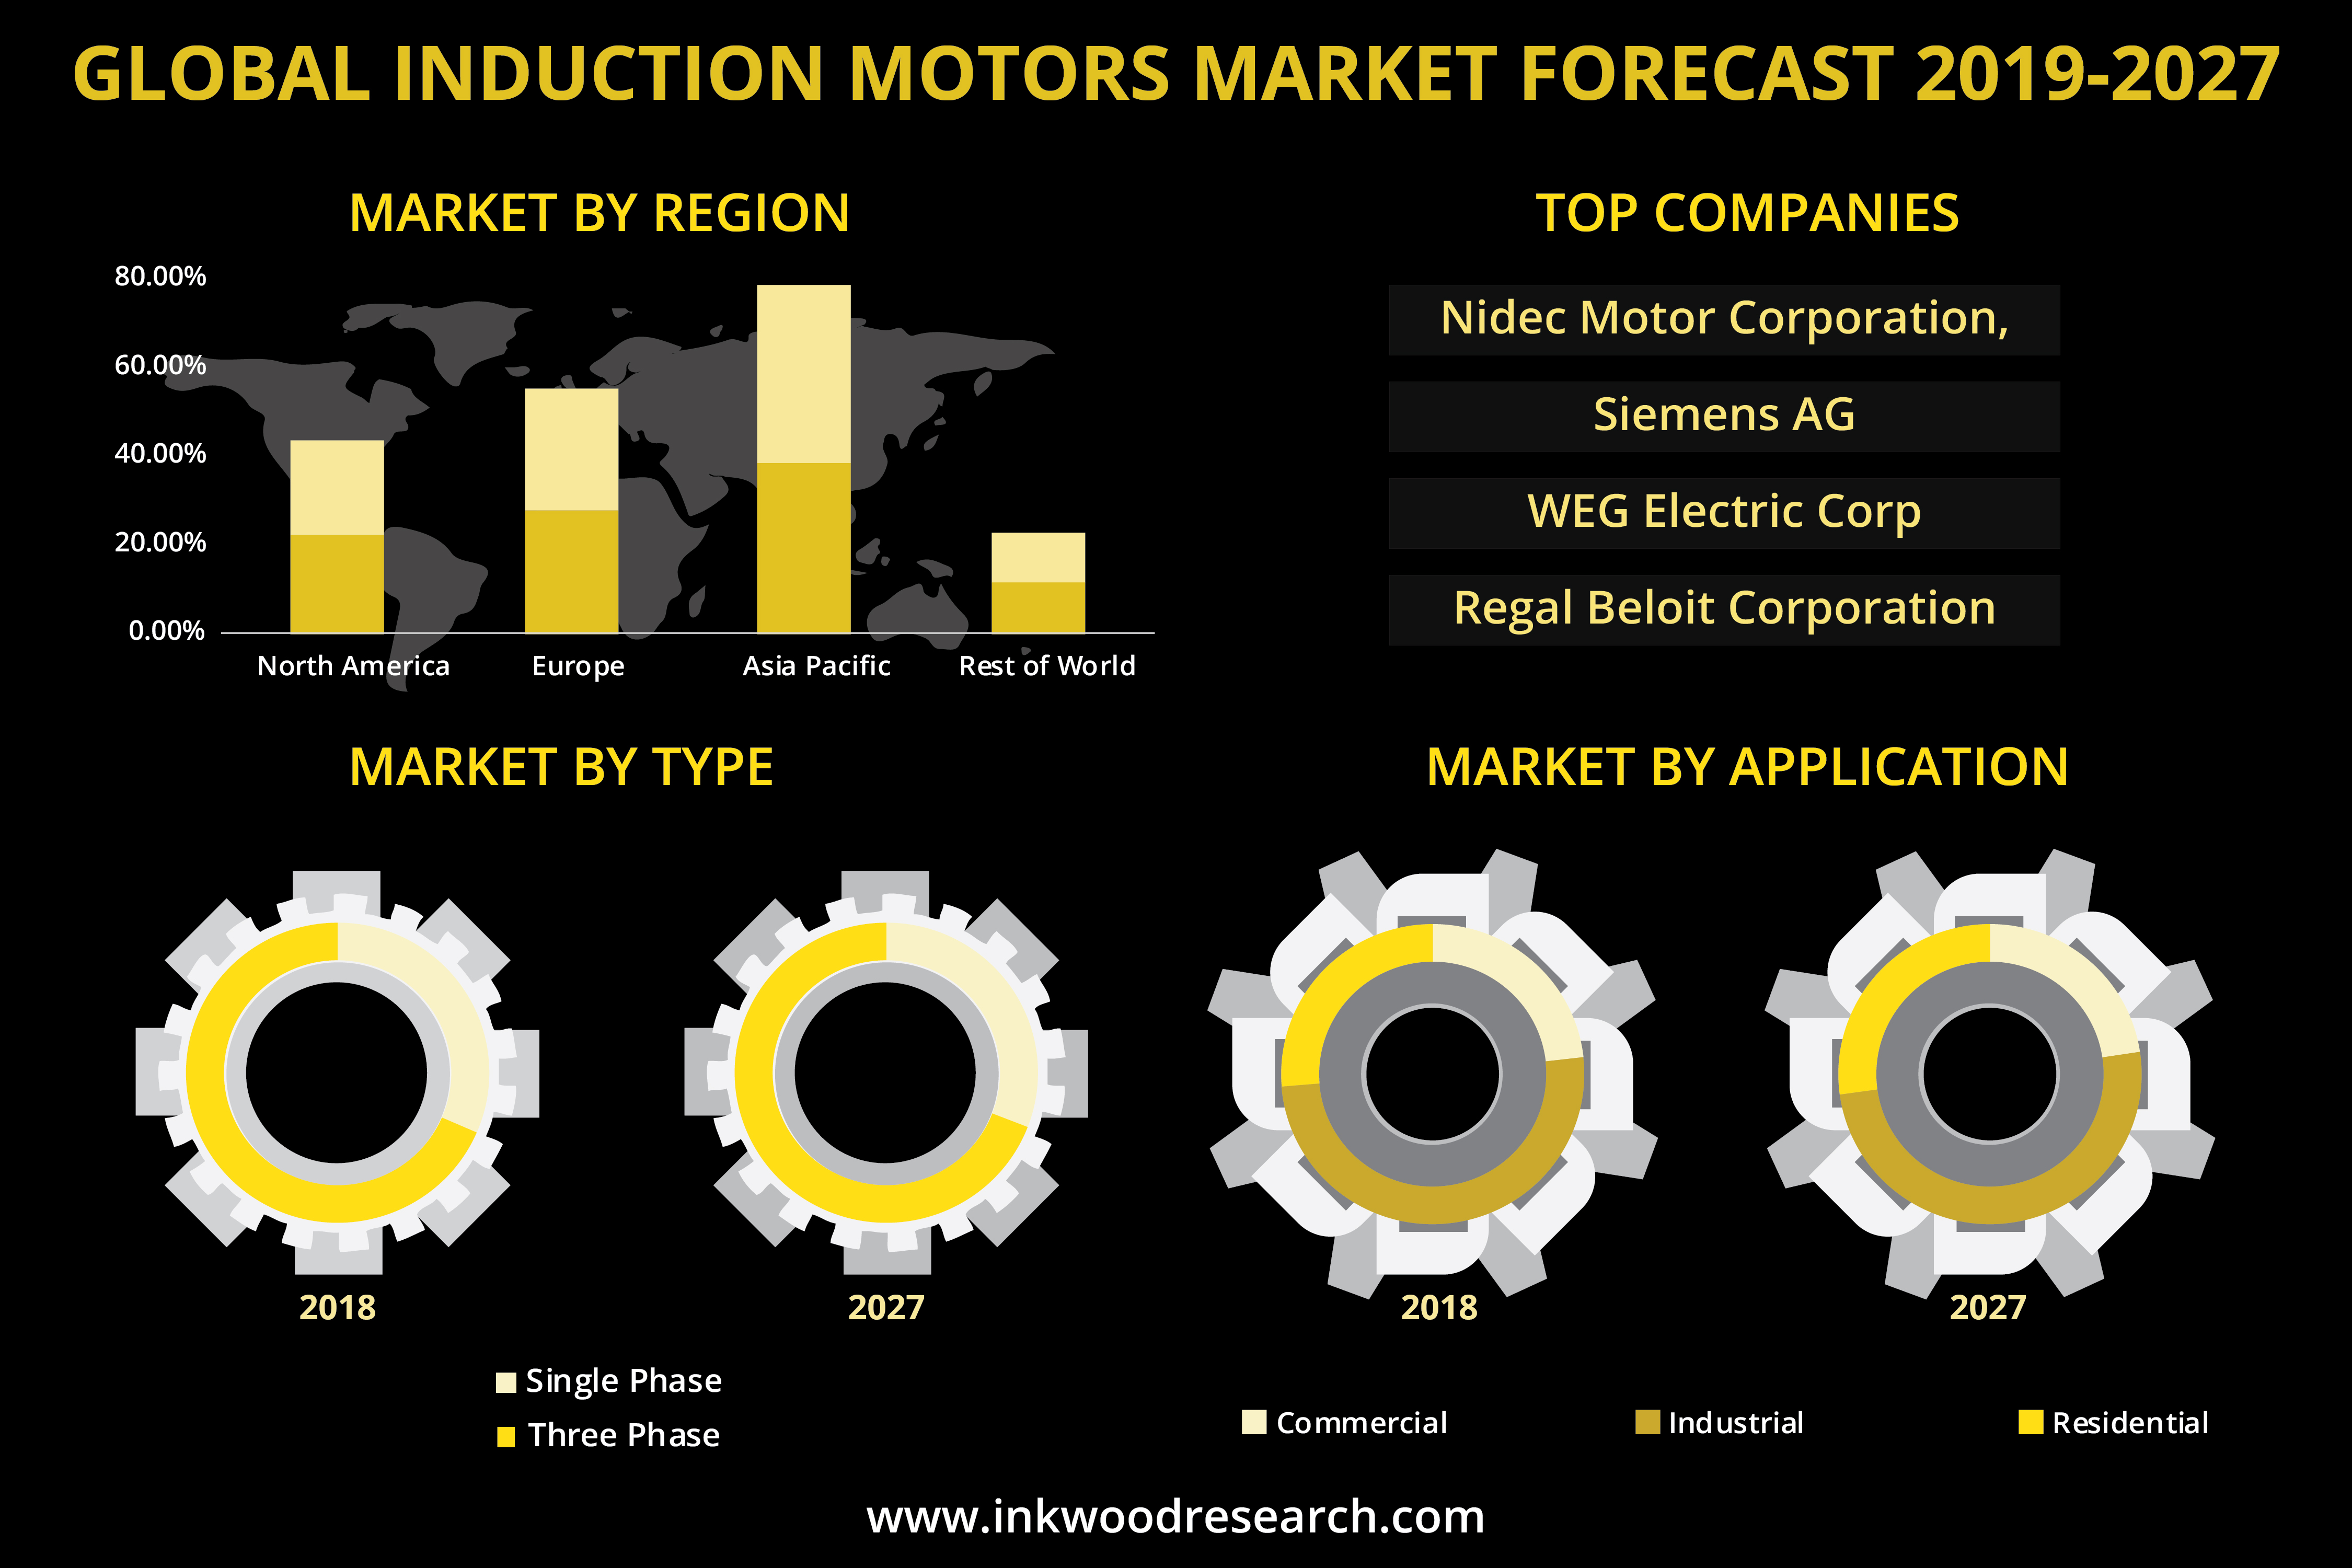 GLOBAL INDUCTION MOTORS MARKET FORECAST 2019-2027
MARKET BY REGION
80.00%
60.00%
40.00%
20.00%
0.00%
North America
Europe
Asia Pacific
Rest of World
TOP COMPANIES
Nidec Motor Corporation,
Siemens AG
WEG Electric Corp
Regal Beloit Corporation
MARKET BY TYPE
2018
2027
Single Phase
Three Phase
MARKET BY APPLICATION
2018
2027
Commercial
Industrial
Residential
www.inkwoodresearch.com